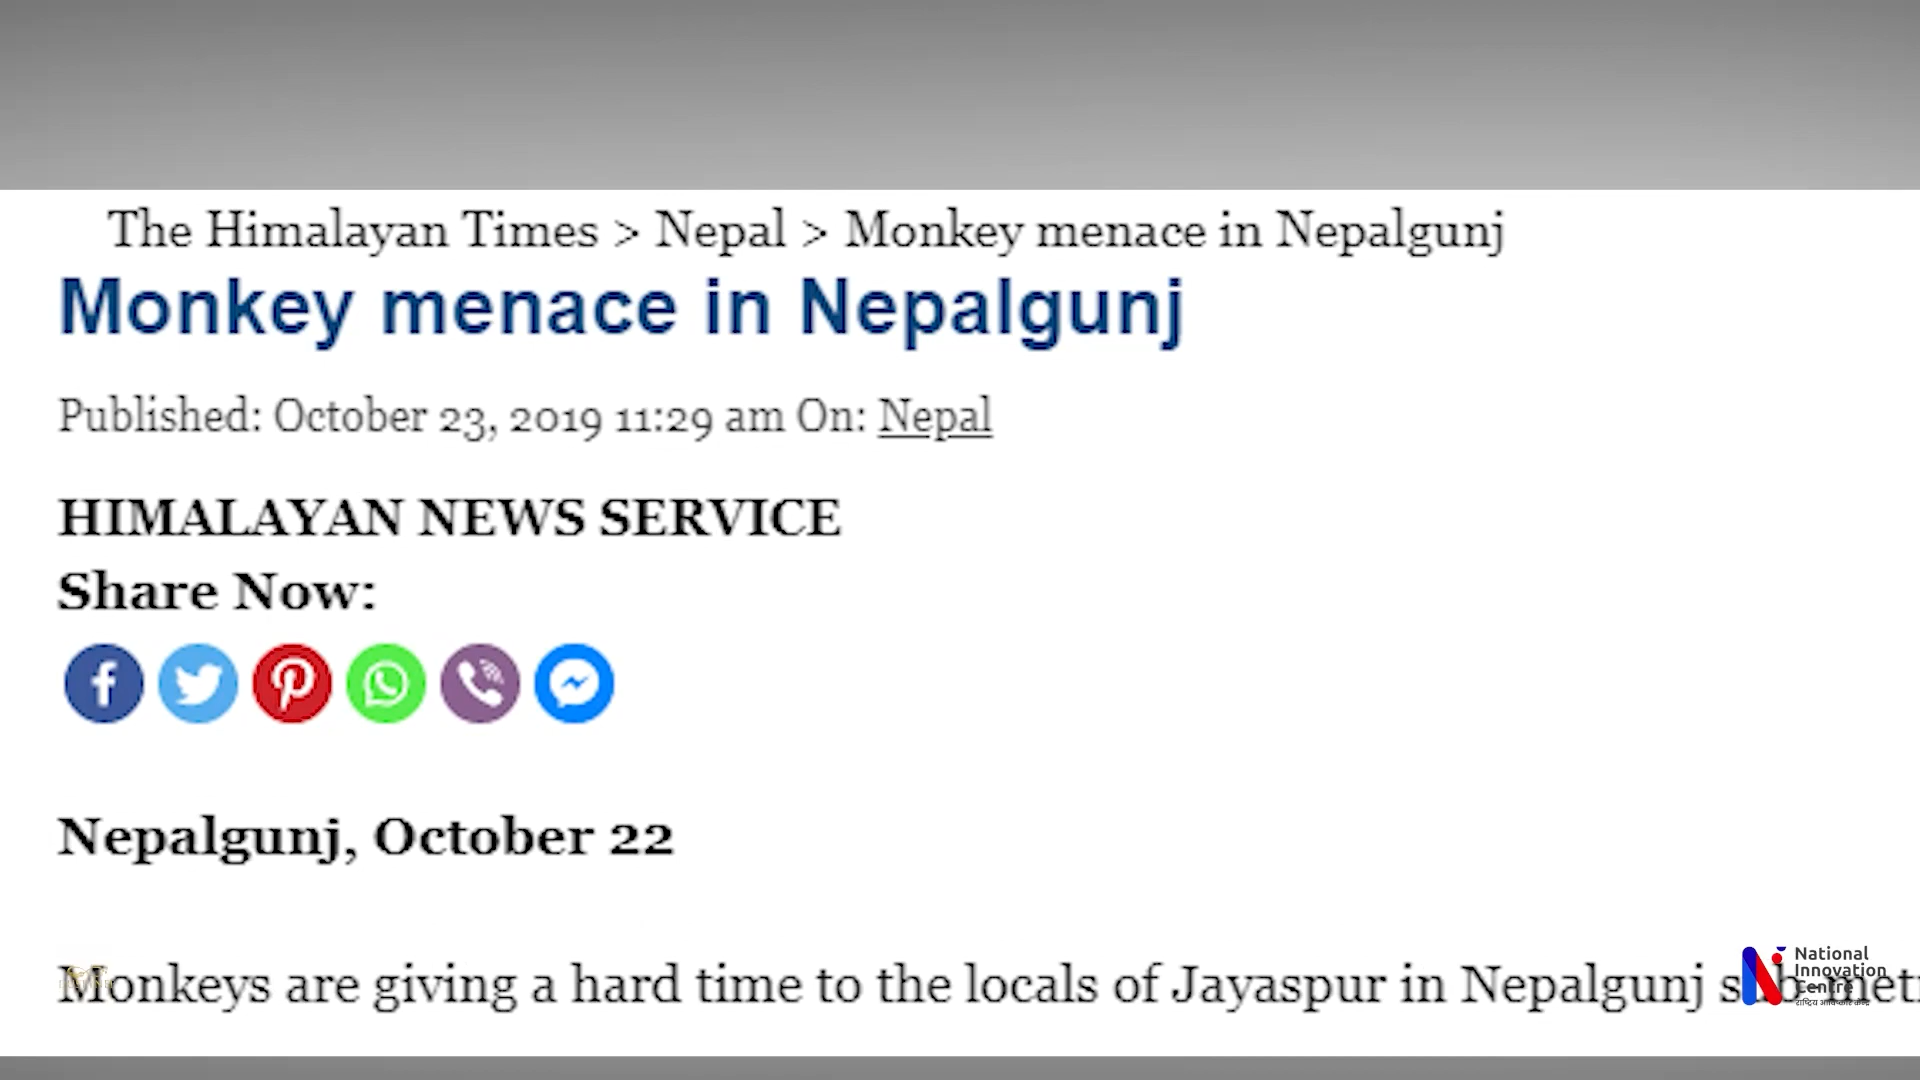 The Himalayan Times > Nepal > Monkey menace in Nepalgunj
Monkey menace in Nepalgunj
Published: October 23, 2019 11:29 am On: Nepal
HIMALAYAN NEWS SERVICE
Share Now:
Nepalgunj, October 22
Monkeys are giving a hard time to the locals of Jayaspur in Nepalgunj
National
Innovation
Centre
राष्ट्रिय आविष्कार केन्द्र